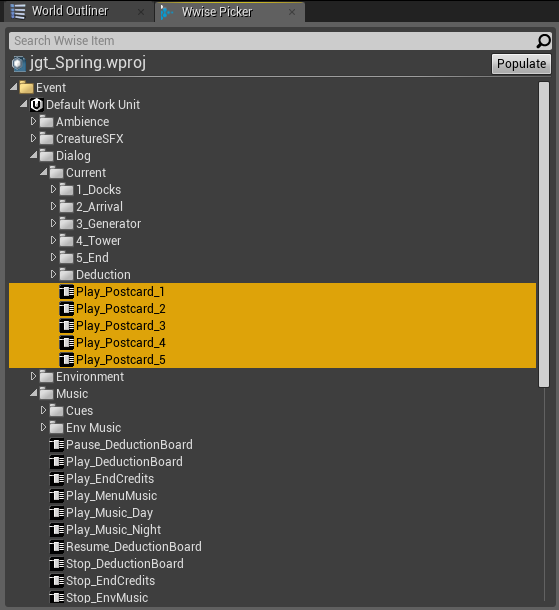 World Outliner
Wwise Picker
Search Wwise Item
jgt_Spring.wproj
Populate
Event
Default Work Unit
Ambience
CreatureSFX
Dialog
Current
1_Docks
2_Arrival
3_Generator
4_Tower
5_End
Deduction
Play_Postcard_1
Play_Postcard_2
Play_Postcard_3
Play_Postcard_4
Play_Postcard_5
Environment
Music
Cues
Env Music
Pause_DeductionBoard
Play_DeductionBoard
Play_EndCredits
Play_MenuMusic
Play_Music_Day
Play_Music_Night
Resume_DeductionBoard
Stop_DeductionBoard
Stop_EndCredits
Stop_EnvMusic